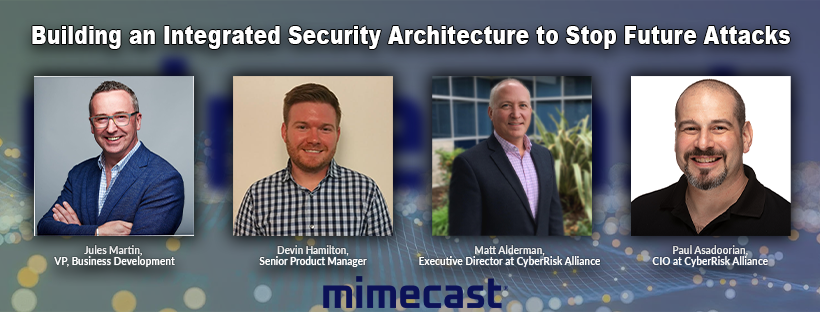 Building an Integrated Security Architecture to Stop Future Attacks
Jules Martin,
VP, Business Development
Devin Hamilton,
Senior Product Manager
Matt Alderman,
Executive Director at CyberRisk Alliance
Paul Asadoorian,
CIO at CyberRisk Alliance
mimecast